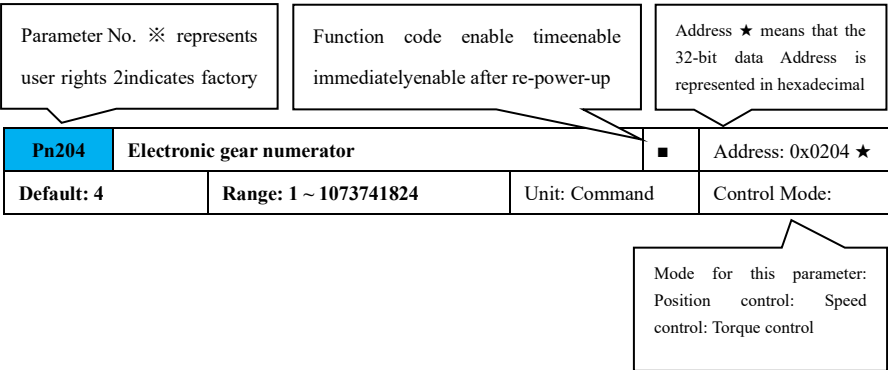 Parameter No. ※ represents
user rights 2indicates factory
Function code enable timeenable
immediatelyenable after re-power-up
Address ★ means that the
32-bit data Address is
represented in hexadecimal
Pn204 Electronic gear numerator ■ Address: 0x0204 ★
Default: 4 Range: 1 ~ 1073741824 Unit: Command Control Mode:
Mode for this parameter:
Position control: Speed
control: Torque control